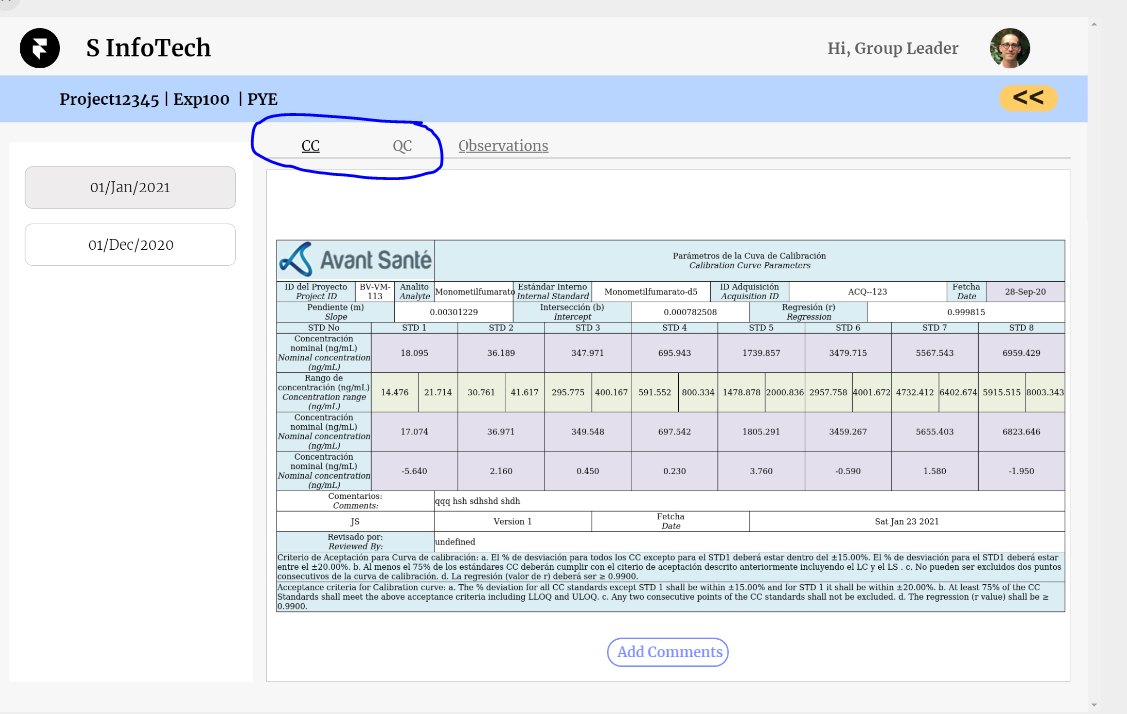 S InfoTech
Hi, Group Leader
Project12345 | Exp100 | PYE
<<
CC QC Observations
01/Jan/2021
01/Dec/2020
Avant Santé
Parámetros de la Cuva de Calibración
Calibration Curve Parameters
ID del Proyecto
Project ID
BV-VM-
113
Analito
Analyte
Monometilfumarato
Estándar Interno
Internal Standard
Monometilfumarato-d5
ID Adquisición
Acquisition ID
ACQ--123
Fetcha
Date
28-Sep-20
Pendiente (m)
Slope
0.00301229
Intersección (b)
Intercept
0.000782508
Regresión (r)
Regression
0.999815
STD No STD 1 STD 2 STD 3 STD 4 STD 5 STD 6 STD 7 STD 8
Concentración
nominal (ng/mL)
Nominal concentration
(ng/mL)
18.095 36.189 347.971 695.943 1739.857 3479.715 5567.543 6959.429
Rango de
concentración (ng/mL)
Concentration range
(ng/mL)
14.476 21.714 30.761 41.617 295.775 400.167 591.552 800.334 1478.878 2000.836 2957.758 4001.672 4732.412 6402.674 5915.515 8003.343
Concentración
nominal (ng/mL)
Nominal concentration
(ng/mL)
17.074 36.971 349.548 697.542 1805.291 3459.267 5655.403 6823.646
Concentración
nominal (ng/mL)
Nominal concentration
(ng/mL)
-5.640 2.160 0.450 0.230 3.760 -0.590 1.580 -1.950
Comentarios:
Comments:
qqq hsh sdhshd shdh
JS Version 1
Fetcha
Date
Sat Jan 23 2021
Revisado por:
Reviewed By:
undefined
Criterio de Aceptación para Curva de calibración: a. El % de desviación para todos los CC excepto para el STD1 deberá estar dentro del ±15.00%. El % de desviación para el STD1 deberá estar
entre el ±20.00%. b. Al menos el 75% de los estándares CC deberán cumplir con el citerio de aceptación descrito anteriormente incluyendo el LC y el LS . c. No pueden ser excluidos dos puntos
consecutivos de la curva de calibración. d. La regresión (valor de r) deberá ser ≥ 0.9900.
Acceptance criteria for Calibration curve: a. The % deviation for all CC standards except STD 1 shall be within ±15.00% and for STD 1 it shall be within ±20.00%. b. At least 75% of the CC
Standards shall meet the above acceptance criteria including LLOQ and ULOQ. c. Any two consecutive points of the CC standards shall not be excluded. d. The regression (r value) shall be ≥
0.9900.
Add Comments